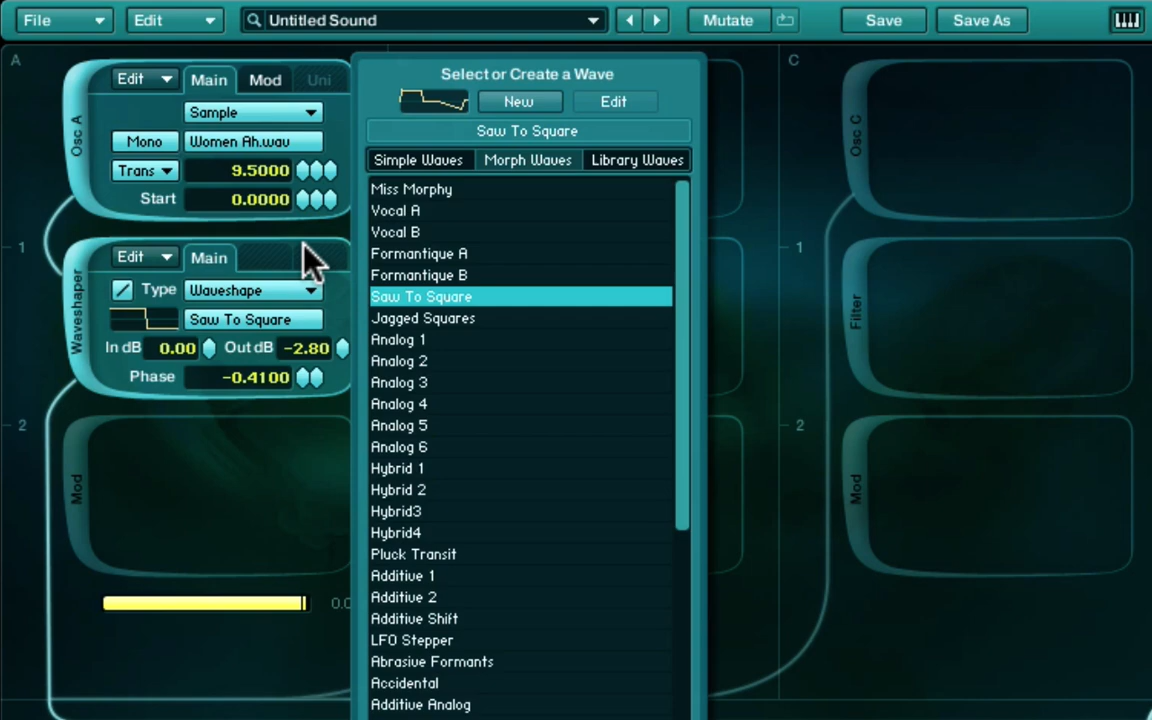 File Edit Untitled Sound Mutate Save Save As
A
C
Osc A
Edit Main Mod Uni
Sample
Mono Women Ah.wav
Trans 9.5000
Start 0.0000
1
Waveshaper
Edit Main
Type Waveshape
Saw To Square
In dB 0.00 Out dB -2.80
Phase -0.4100
2
Mod
Select or Create a Wave
New Edit
Saw To Square
Simple Waves Morph Waves Library Waves
Miss Morphy
Vocal A
Vocal B
Formantique A
Formantique B
Saw To Square
Jagged Squares
Analog 1
Analog 2
Analog 3
Analog 4
Analog 5
Analog 6
Hybrid 1
Hybrid 2
Hybrid3
Hybrid4
Pluck Transit
Additive 1
Additive 2
Additive Shift
LFO Stepper
Abrasive Formants
Accidental
Additive Analog
Osc C
1
Filter
2
Mod